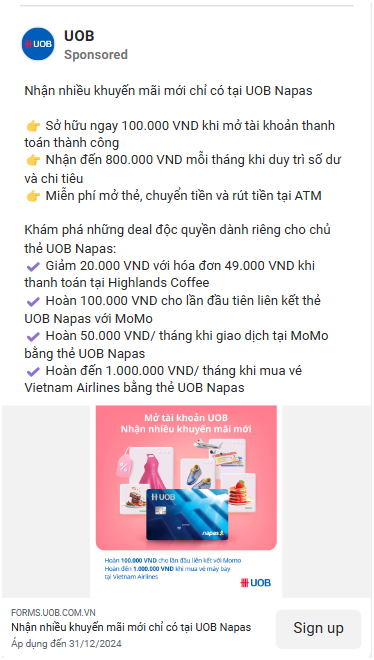 UOB
Sponsored
UOB
Nhận nhiều khuyến mãi mới chỉ có tại UOB Napas
👉 Sở hữu ngay 100.000 VND khi mở tài khoản thanh
toán thành công
👉 Nhận đến 800.000 VND mỗi tháng khi duy trì số dư
và chi tiêu
👉 Miễn phí mở thẻ, chuyển tiền và rút tiền tại ATM
Khám phá những deal độc quyền dành riêng cho chủ
thẻ UOB Napas:
✔ Giảm 20.000 VND với hóa đơn 49.000 VND khi
thanh toán tại Highlands Coffee
✔ Hoàn 100.000 VND cho lần đầu tiên liên kết thẻ
UOB Napas với MoMo
✔ Hoàn 50.000 VND/ tháng khi giao dịch tại MoMo
bằng thẻ UOB Napas
✔ Hoàn đến 1.000.000 VND/ tháng khi mua vé
Vietnam Airlines bằng thẻ UOB Napas
Mở tài khoản UOB
Nhận nhiều khuyến mãi mới
%
UOB
napas
Hoàn 100.000 VND cho lần đầu liên kết với Momo
Hoàn đến 1.000.000 VND khi mua vé máy bay
tại Vietnam Airlines
UOB
FORMS.UOB.COM.VN
Nhận nhiều khuyến mãi mới chỉ có tại UOB Napas
Áp dụng đến 31/12/2024
Sign up